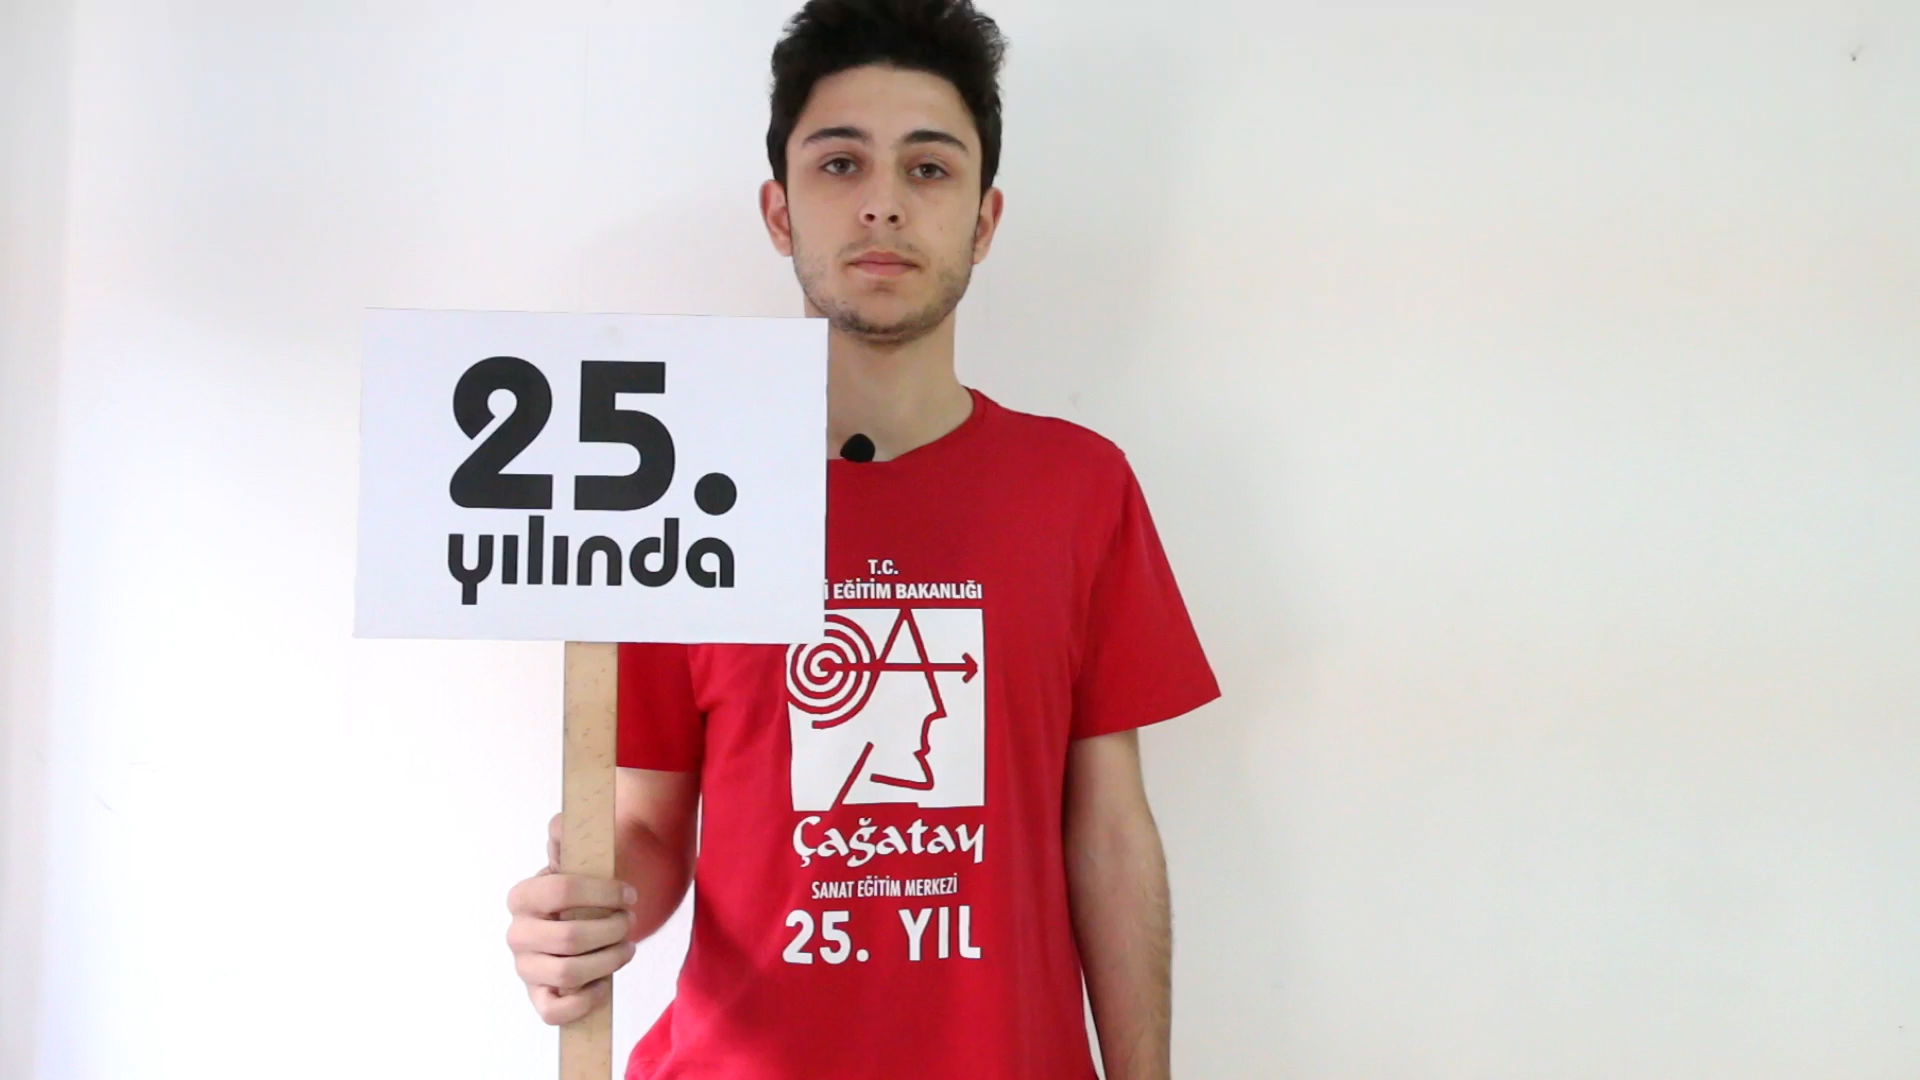 25.
yılında
T.C.
İ EĞİTİM BAKANLIĞI
Çağatay
SANAT EĞİTİM MERKEZİ
25. YIL